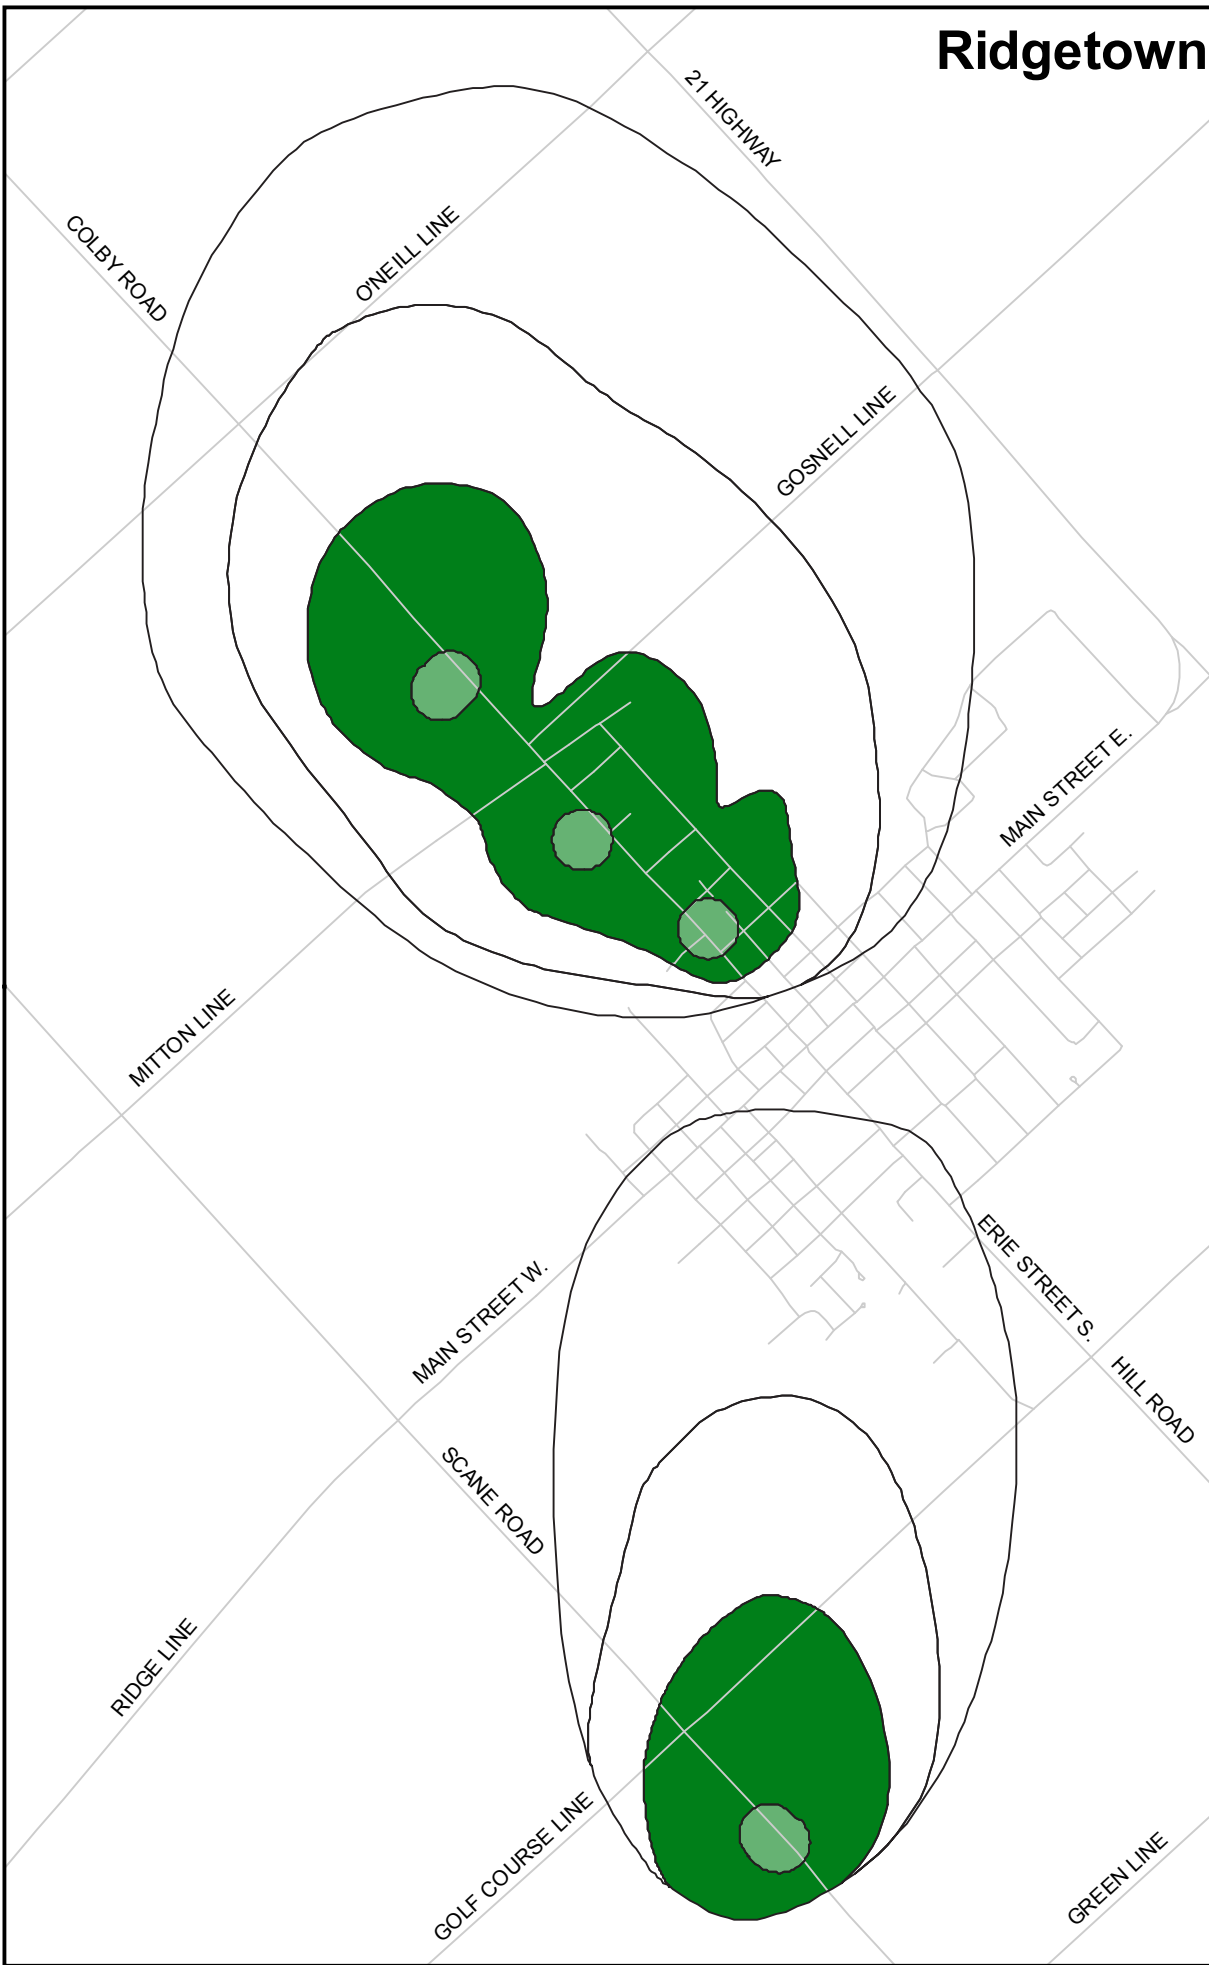 Ridgetown
21 HIGHWAY
COLBY ROAD
O'NEILL LINE
GOSNELL LINE
MAIN STREET E.
MITTON LINE
ERIE STREET S.
MAIN STREET W.
HILL ROAD
SCANE ROAD
RIDGE LINE
GOLF COURSE LINE
GREEN LINE